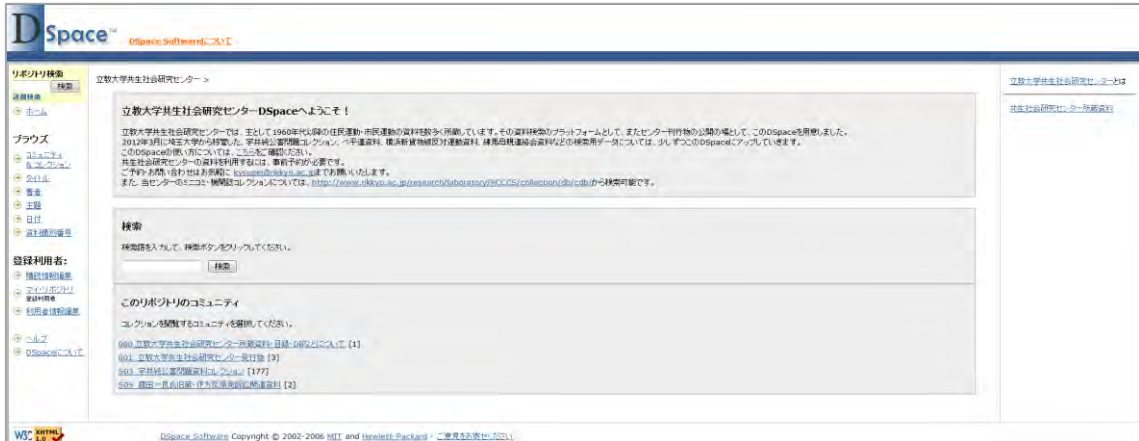 DSpace™
DSpace Softwareについて
リポジトリ検索
検索
詳細検索
ホーム
ブラウズ
コミュニティ
& コレクション
タイトル
著者
主題
日付
資料識別番号
登録利用者:
購読情報編集
マイ・リポジトリ
登録利用者
利用者情報編集
ヘルプ
DSpaceについて
立教大学共生社会研究センター >
立教大学共生社会研究センターDSpaceへようこそ！
立教大学共生社会研究センターでは、主として1960年代以降の住民運動・市民運動の資料を数多く所蔵しています。その資料検索のプラットフォームとして、またセンター刊行物の公開の場として、このDSpaceを用意しました。
2012年3月に埼玉大学から移管した、宇井純公害問題コレクション、ベ平連資料、横浜新貨物線反対運動資料、練馬母親連絡会資料などの検索用データについては、少しずつこのDSpaceにアップしていきます。
このDSpaceの使い方については、こちらをご確認ください。
共生社会研究センターの資料を利用するには、事前予約が必要です。
ご予約・お問い合わせはお気軽に kyousei@rikkyo.ac.jpまでお願いいたします。
また、当センターのミニコミ・機関誌コレクションについては、http://www.rikkyo.ac.jp/research/laboratory/RCCCS/collection/db/cdb/から検索可能です。
検索
検索語を入力して、検索ボタンをクリックしてください。
検索
このリポジトリのコミュニティ
コレクションを閲覧するコミュニティを選択してください。
000 立教大学共生社会研究センター所蔵資料・目録・DBなどについて [1]
001 立教大学共生社会研究センター発行物 [3]
S03 宇井純公害問題資料コレクション [177]
S05 藤田一良氏旧蔵・伊方原発訴訟関連資料 [2]
立教大学共生社会研究センターとは
共生社会研究センター所蔵資料
W3C XHTML 1.0
DSpace Software Copyright © 2002-2006 MIT and Hewlett-Packard - ご意見をお寄せください